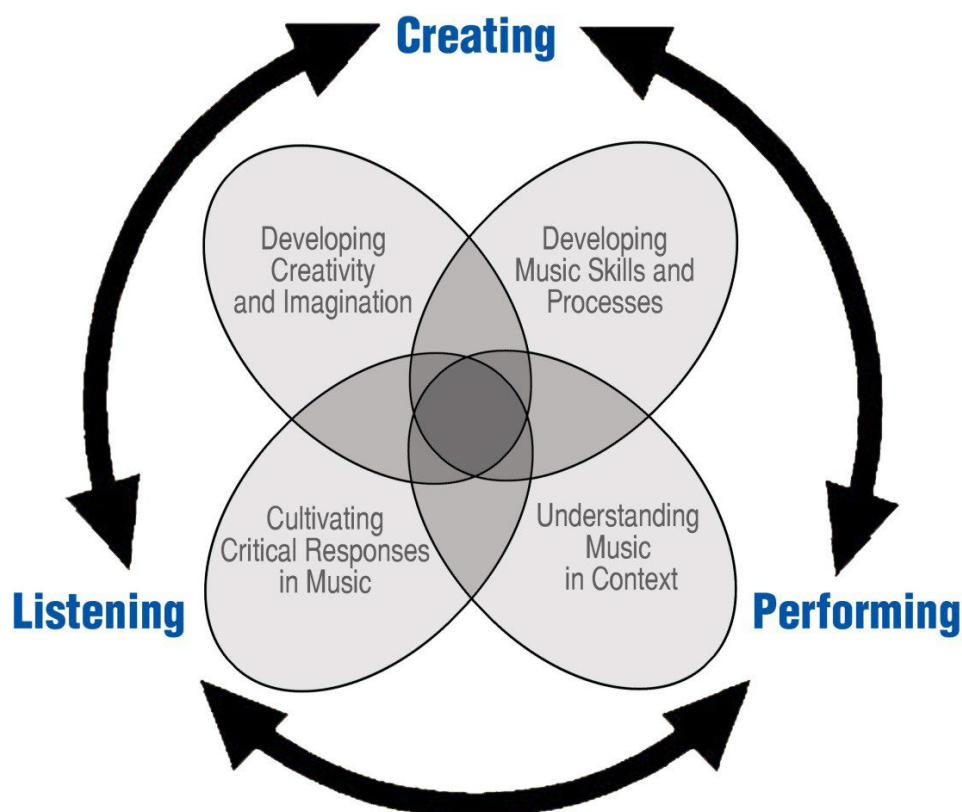 Creating
Developing
Creativity
and Imagination
Developing
Music Skills and
Processes
Cultivating
Critical Responses
in Music
Understanding
Music
in Context
Listening
Performing